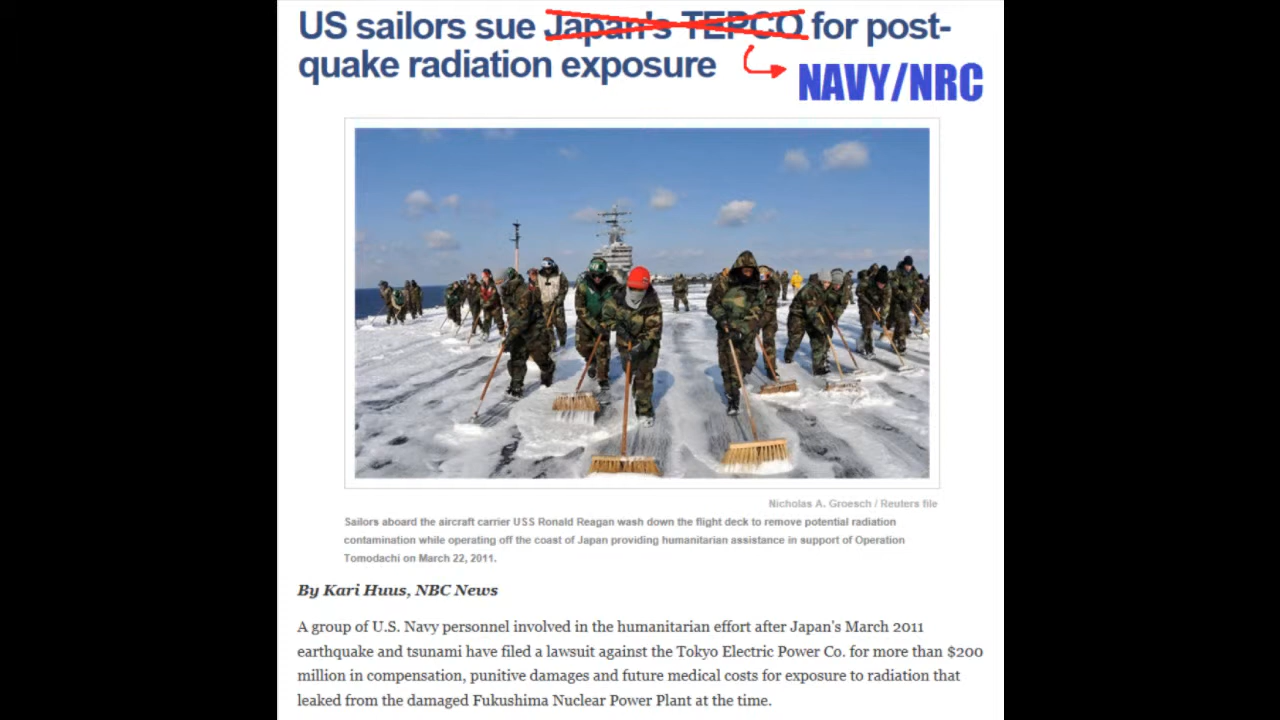 US sailors sue Japan's TEPCO for post-
quake radiation exposure
NAVY/NRC
Nicholas A. Groesch / Reuters file
Sailors aboard the aircraft carrier USS Ronald Reagan wash down the flight deck to remove potential radiation
contamination while operating off the coast of Japan providing humanitarian assistance in support of Operation
Tomodachi on March 22, 2011.
By Kari Huus, NBC News
A group of U.S. Navy personnel involved in the humanitarian effort after Japan's March 2011
earthquake and tsunami have filed a lawsuit against the Tokyo Electric Power Co. for more than $200
million in compensation, punitive damages and future medical costs for exposure to radiation that
leaked from the damaged Fukushima Nuclear Power Plant at the time.